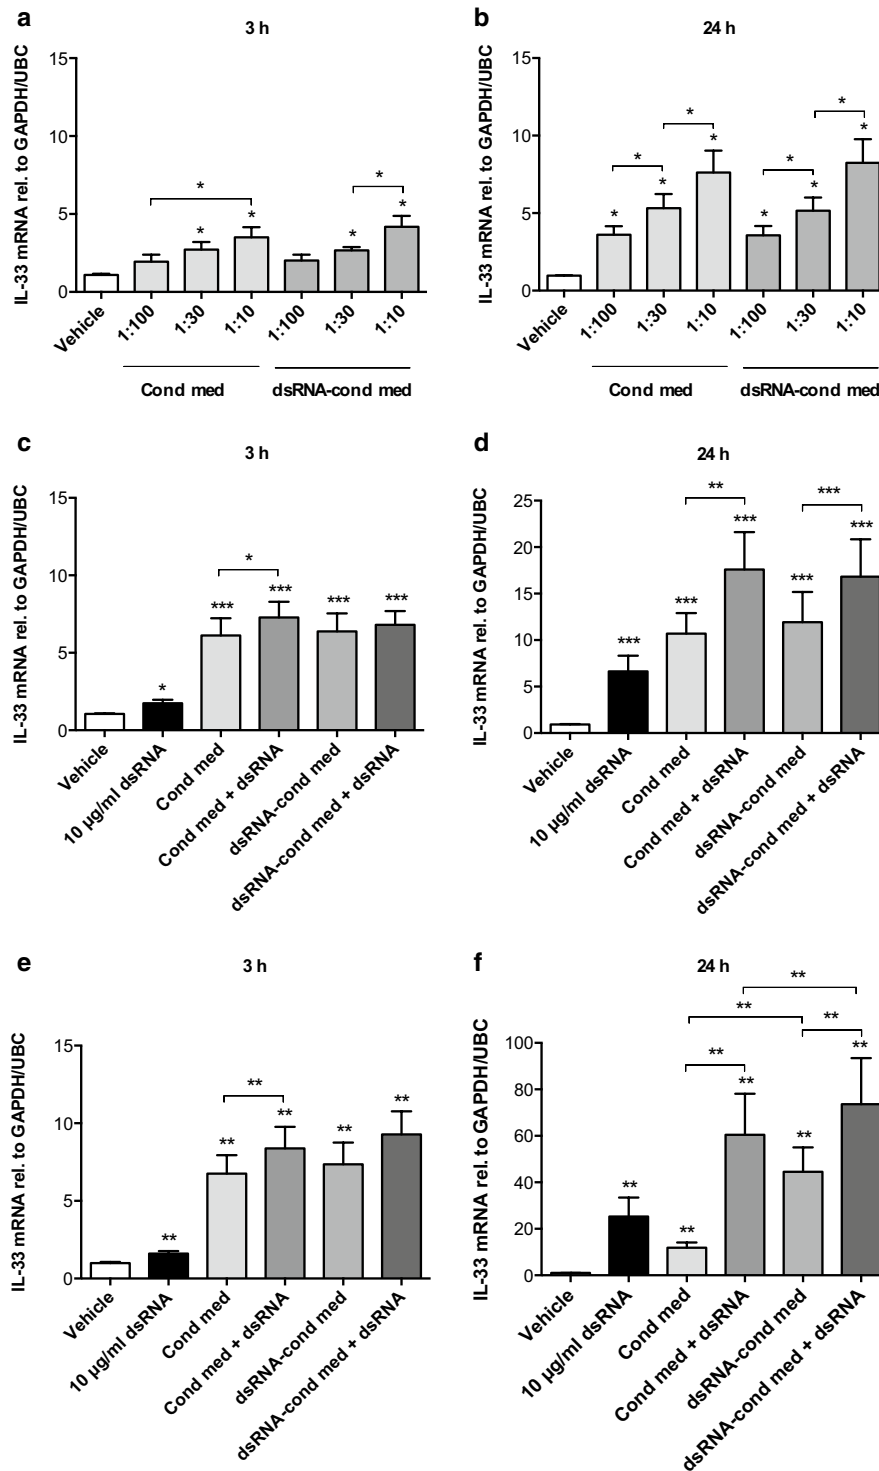 a
3 h
IL-33 mRNA rel. to GAPDH/UBC
15
10
5
0
*
*
*
*
*
*
Vehicle
1:100
1:30
1:10
1:100
1:30
1:10
Cond med
dsRNA-cond med
b
24 h
IL-33 mRNA rel. to GAPDH/UBC
15
10
5
0
*
*
*
*
*
*
*
*
*
*
Vehicle
1:100
1:30
1:10
1:100
1:30
1:10
Cond med
dsRNA-cond med
c
3 h
IL-33 mRNA rel. to GAPDH/UBC
15
10
5
0
*
*
***
***
***
***
Vehicle
10 µg/ml dsRNA
Cond med
Cond med + dsRNA
dsRNA-cond med
dsRNA-cond med + dsRNA
d
24 h
IL-33 mRNA rel. to GAPDH/UBC
25
20
15
10
5
0
**
***
***
***
***
***
***
Vehicle
10 µg/ml dsRNA
Cond med
Cond med + dsRNA
dsRNA-cond med
dsRNA-cond med + dsRNA
e
3 h
IL-33 mRNA rel. to GAPDH/UBC
15
10
5
0
**
**
**
**
**
**
Vehicle
10 µg/ml dsRNA
Cond med
Cond med + dsRNA
dsRNA-cond med
dsRNA-cond med + dsRNA
f
24 h
IL-33 mRNA rel. to GAPDH/UBC
100
80
60
40
20
0
**
**
**
**
**
**
**
**
**
Vehicle
10 µg/ml dsRNA
Cond med
Cond med + dsRNA
dsRNA-cond med
dsRNA-cond med + dsRNA